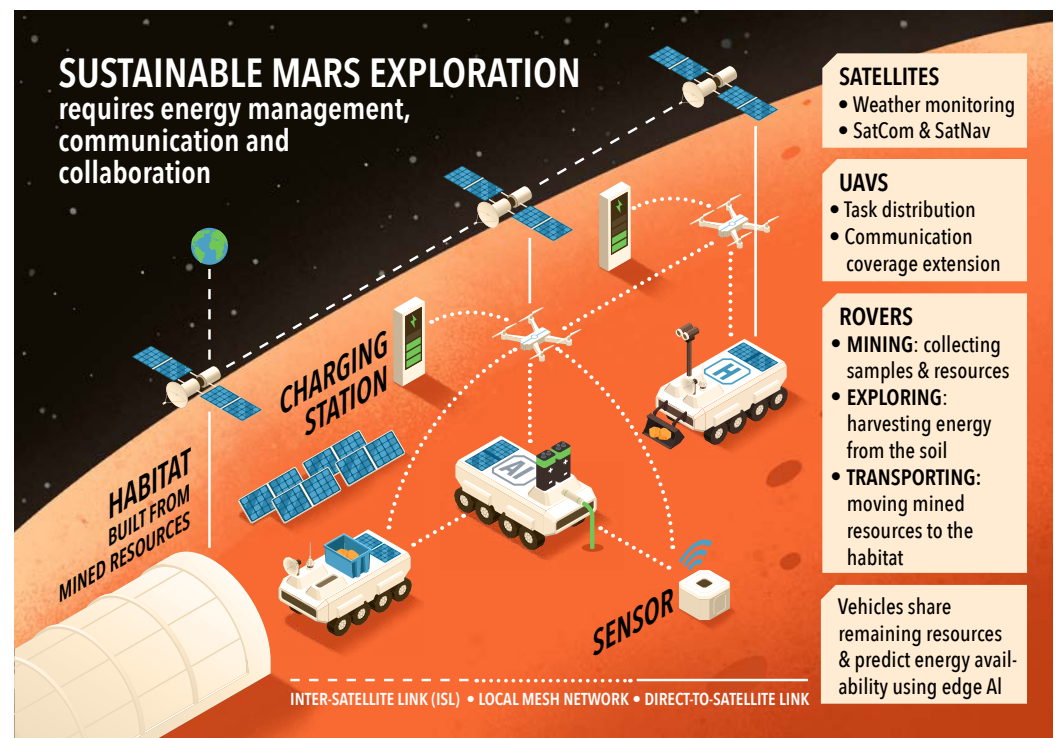 SUSTAINABLE MARS EXPLORATION
requires energy management,
communication and
collaboration
SATELLITES
• Weather monitoring
• SatCom & SatNav
UAVS
• Task distribution
• Communication
coverage extension
ROVERS
• MINING: collecting
samples & resources
• EXPLORING:
harvesting energy
from the soil
• TRANSPORTING:
moving mined
resources to the
habitat
Vehicles share
remaining resources
& predict energy avail-
ability using edge AI
CHARGING
STATION
HABITAT
BUILT FROM
MINED RESOURCES
H
AI
SENSOR
INTER-SATELLITE LINK (ISL) • LOCAL MESH NETWORK • DIRECT-TO-SATELLITE LINK